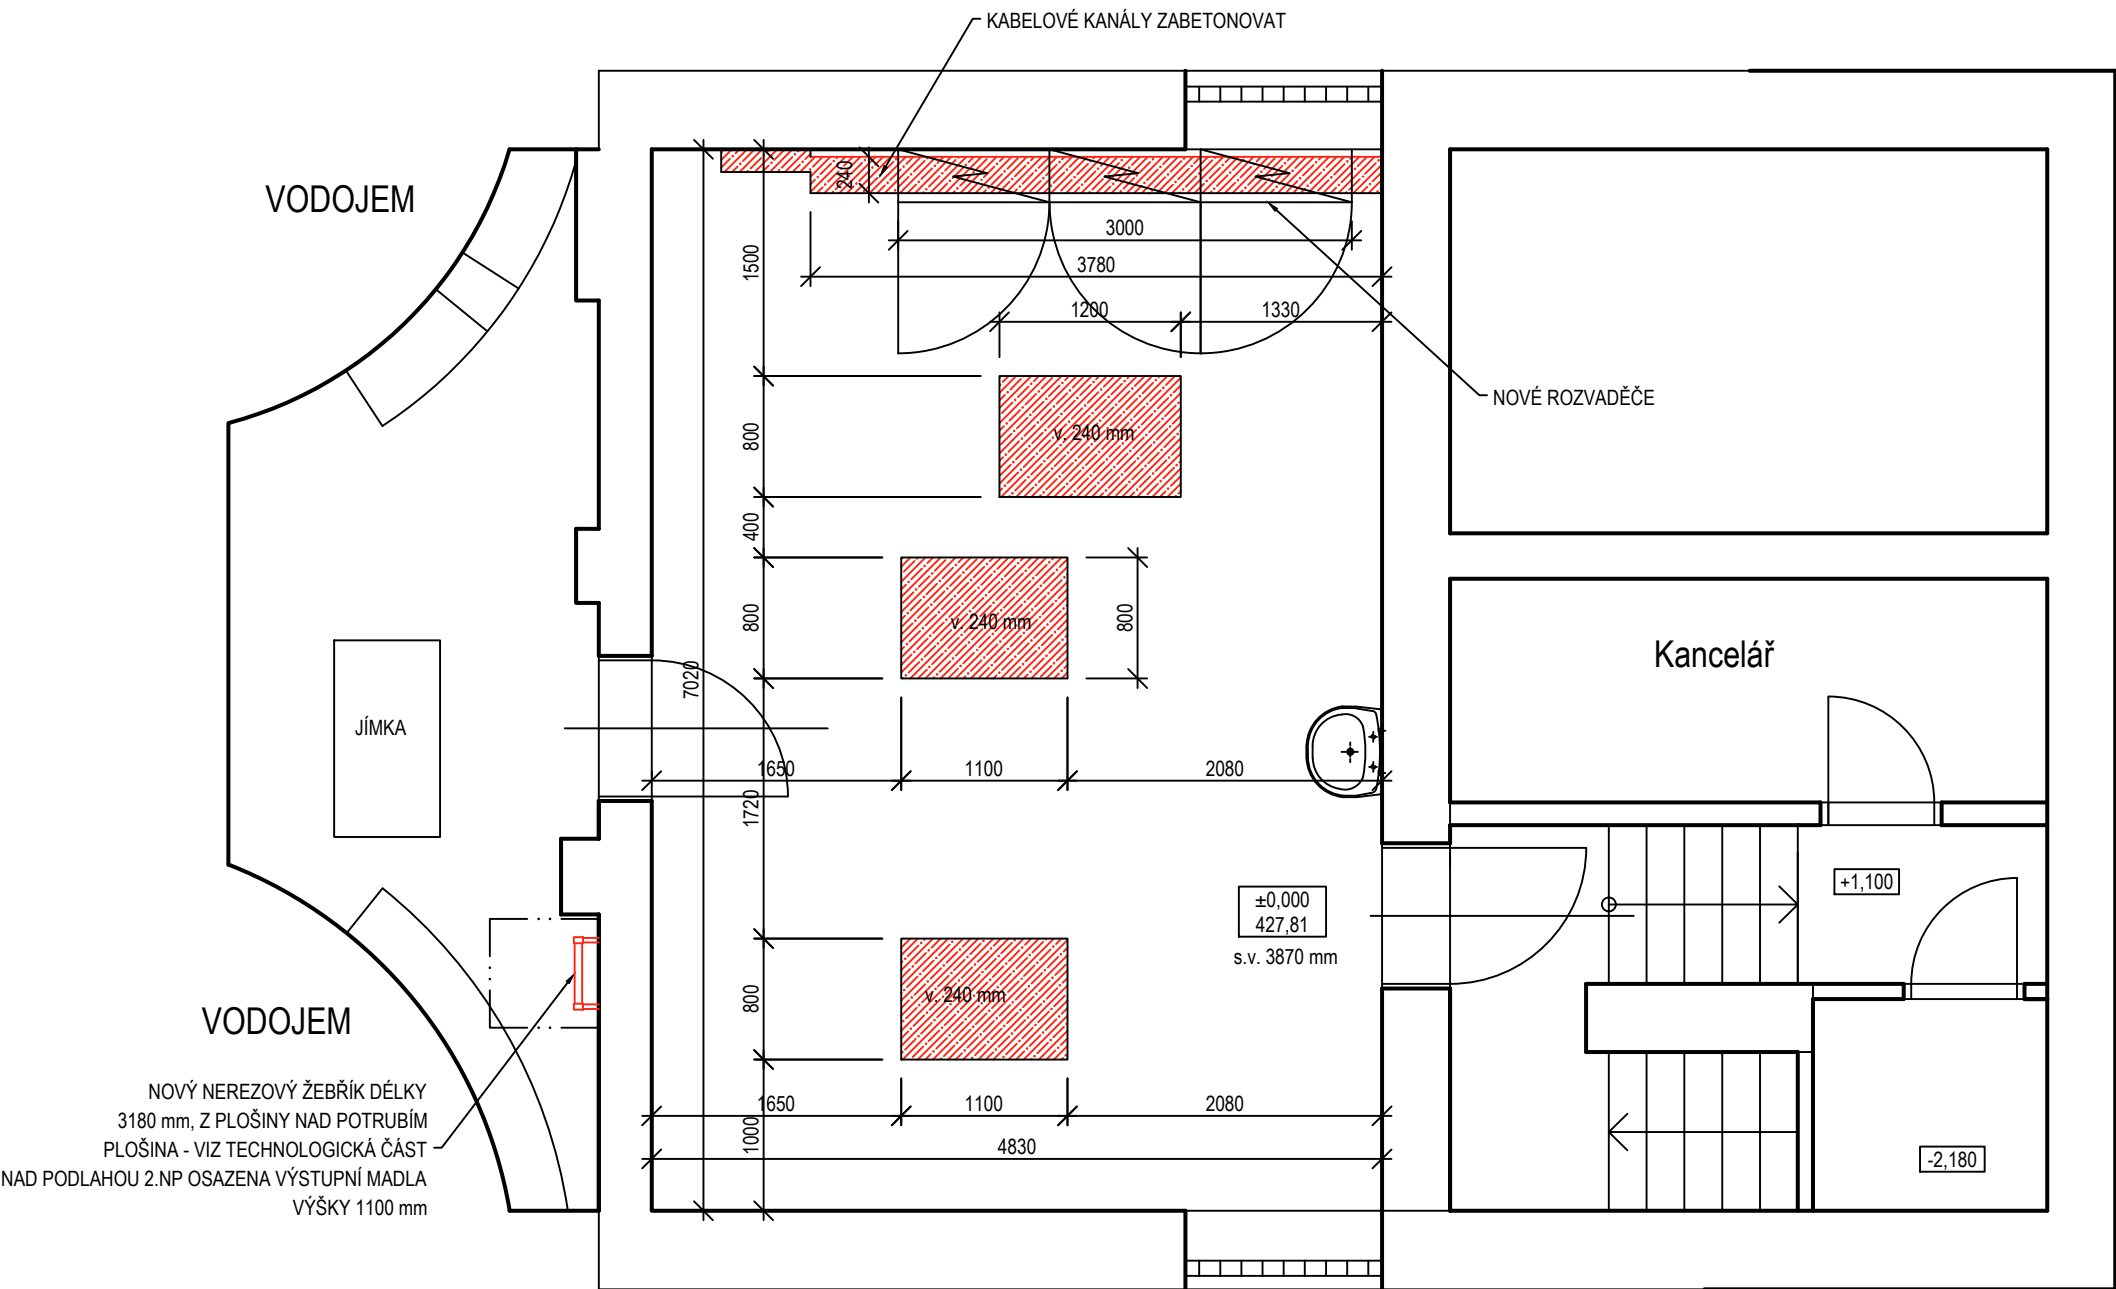 KABELOVÉ KANÁLY ZABETONOVAT
VODOJEM
240
3000
1500
3780
1200
1330
NOVÉ ROZVADĚČE
800
v. 240 mm
400
800
v. 240 mm
800
Kancelář
7020
JÍMKA
1650
1100
2080
1720
+1,100
±0,000
427,81
s.v. 3870 mm
800
v. 240 mm
VODOJEM
NOVÝ NEREZOVÝ ŽEBŘÍK DÉLKY
3180 mm, Z PLOŠINY NAD POTRUBÍM
PLOŠINA - VIZ TECHNOLOGICKÁ ČÁST
NAD PODLAHOU 2.NP OSAZENA VÝSTUPNÍ MADLA
VÝŠKY 1100 mm
1650
1100
2080
1000
4830
-2,180